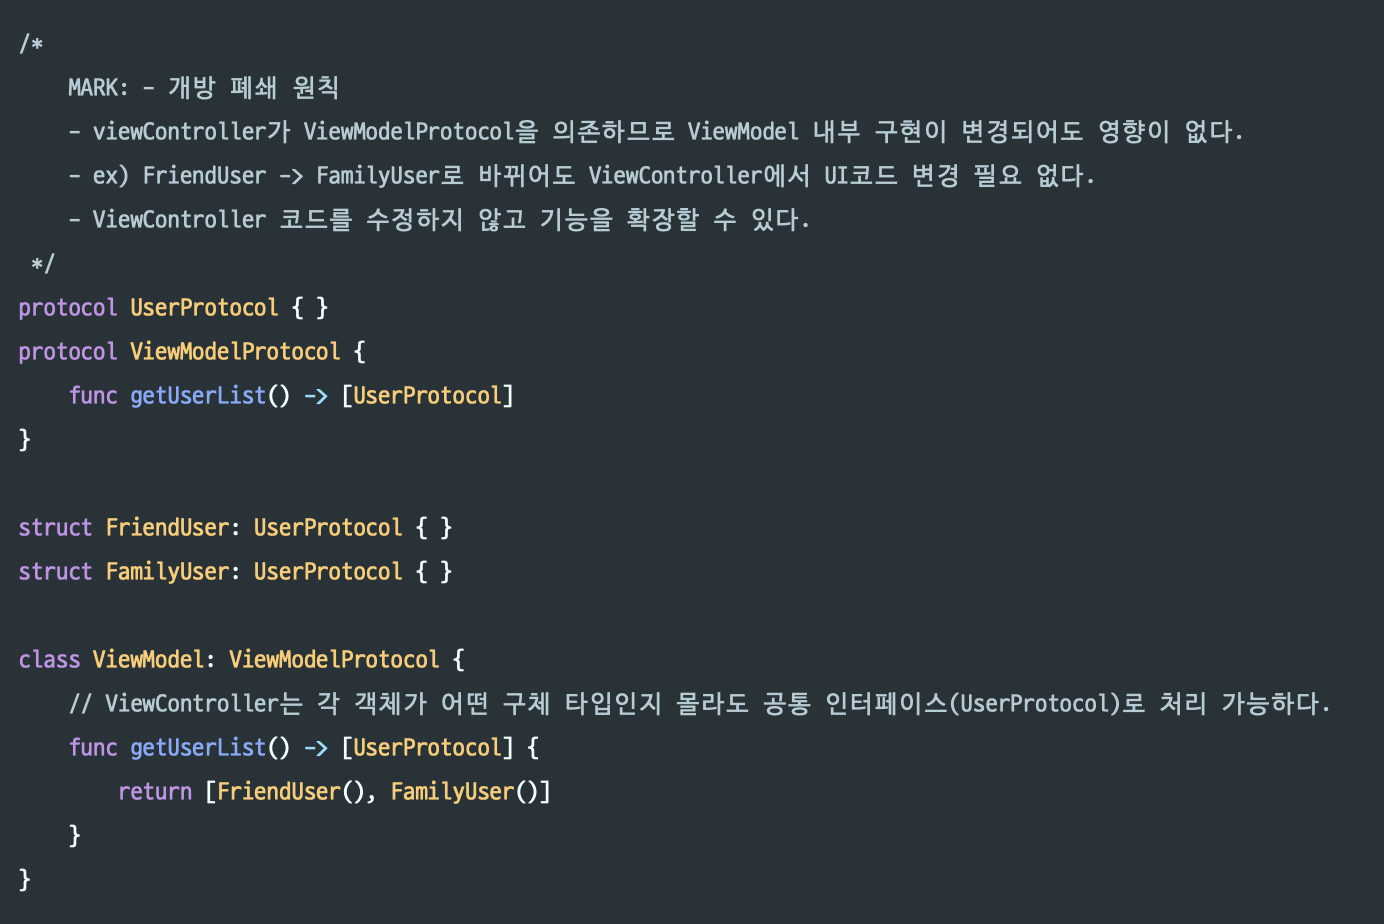 /*
    MARK: - 개방 폐쇄 원칙
    - viewController가 ViewModelProtocol을 의존하므로 ViewModel 내부 구현이 변경되어도 영향이 없다.
    - ex) FriendUser -> FamilyUser로 바뀌어도 ViewController에서 UI코드 변경 필요 없다.
    - ViewController 코드를 수정하지 않고 기능을 확장할 수 있다.
 */
protocol UserProtocol { }
protocol ViewModelProtocol {
    func getUserList() -> [UserProtocol]
}

struct FriendUser: UserProtocol { }
struct FamilyUser: UserProtocol { }

class ViewModel: ViewModelProtocol {
    // ViewController는 각 객체가 어떤 구체 타입인지 몰라도 공통 인터페이스(UserProtocol)로 처리 가능하다.
    func getUserList() -> [UserProtocol] {
        return [FriendUser(), FamilyUser()]
    }
}